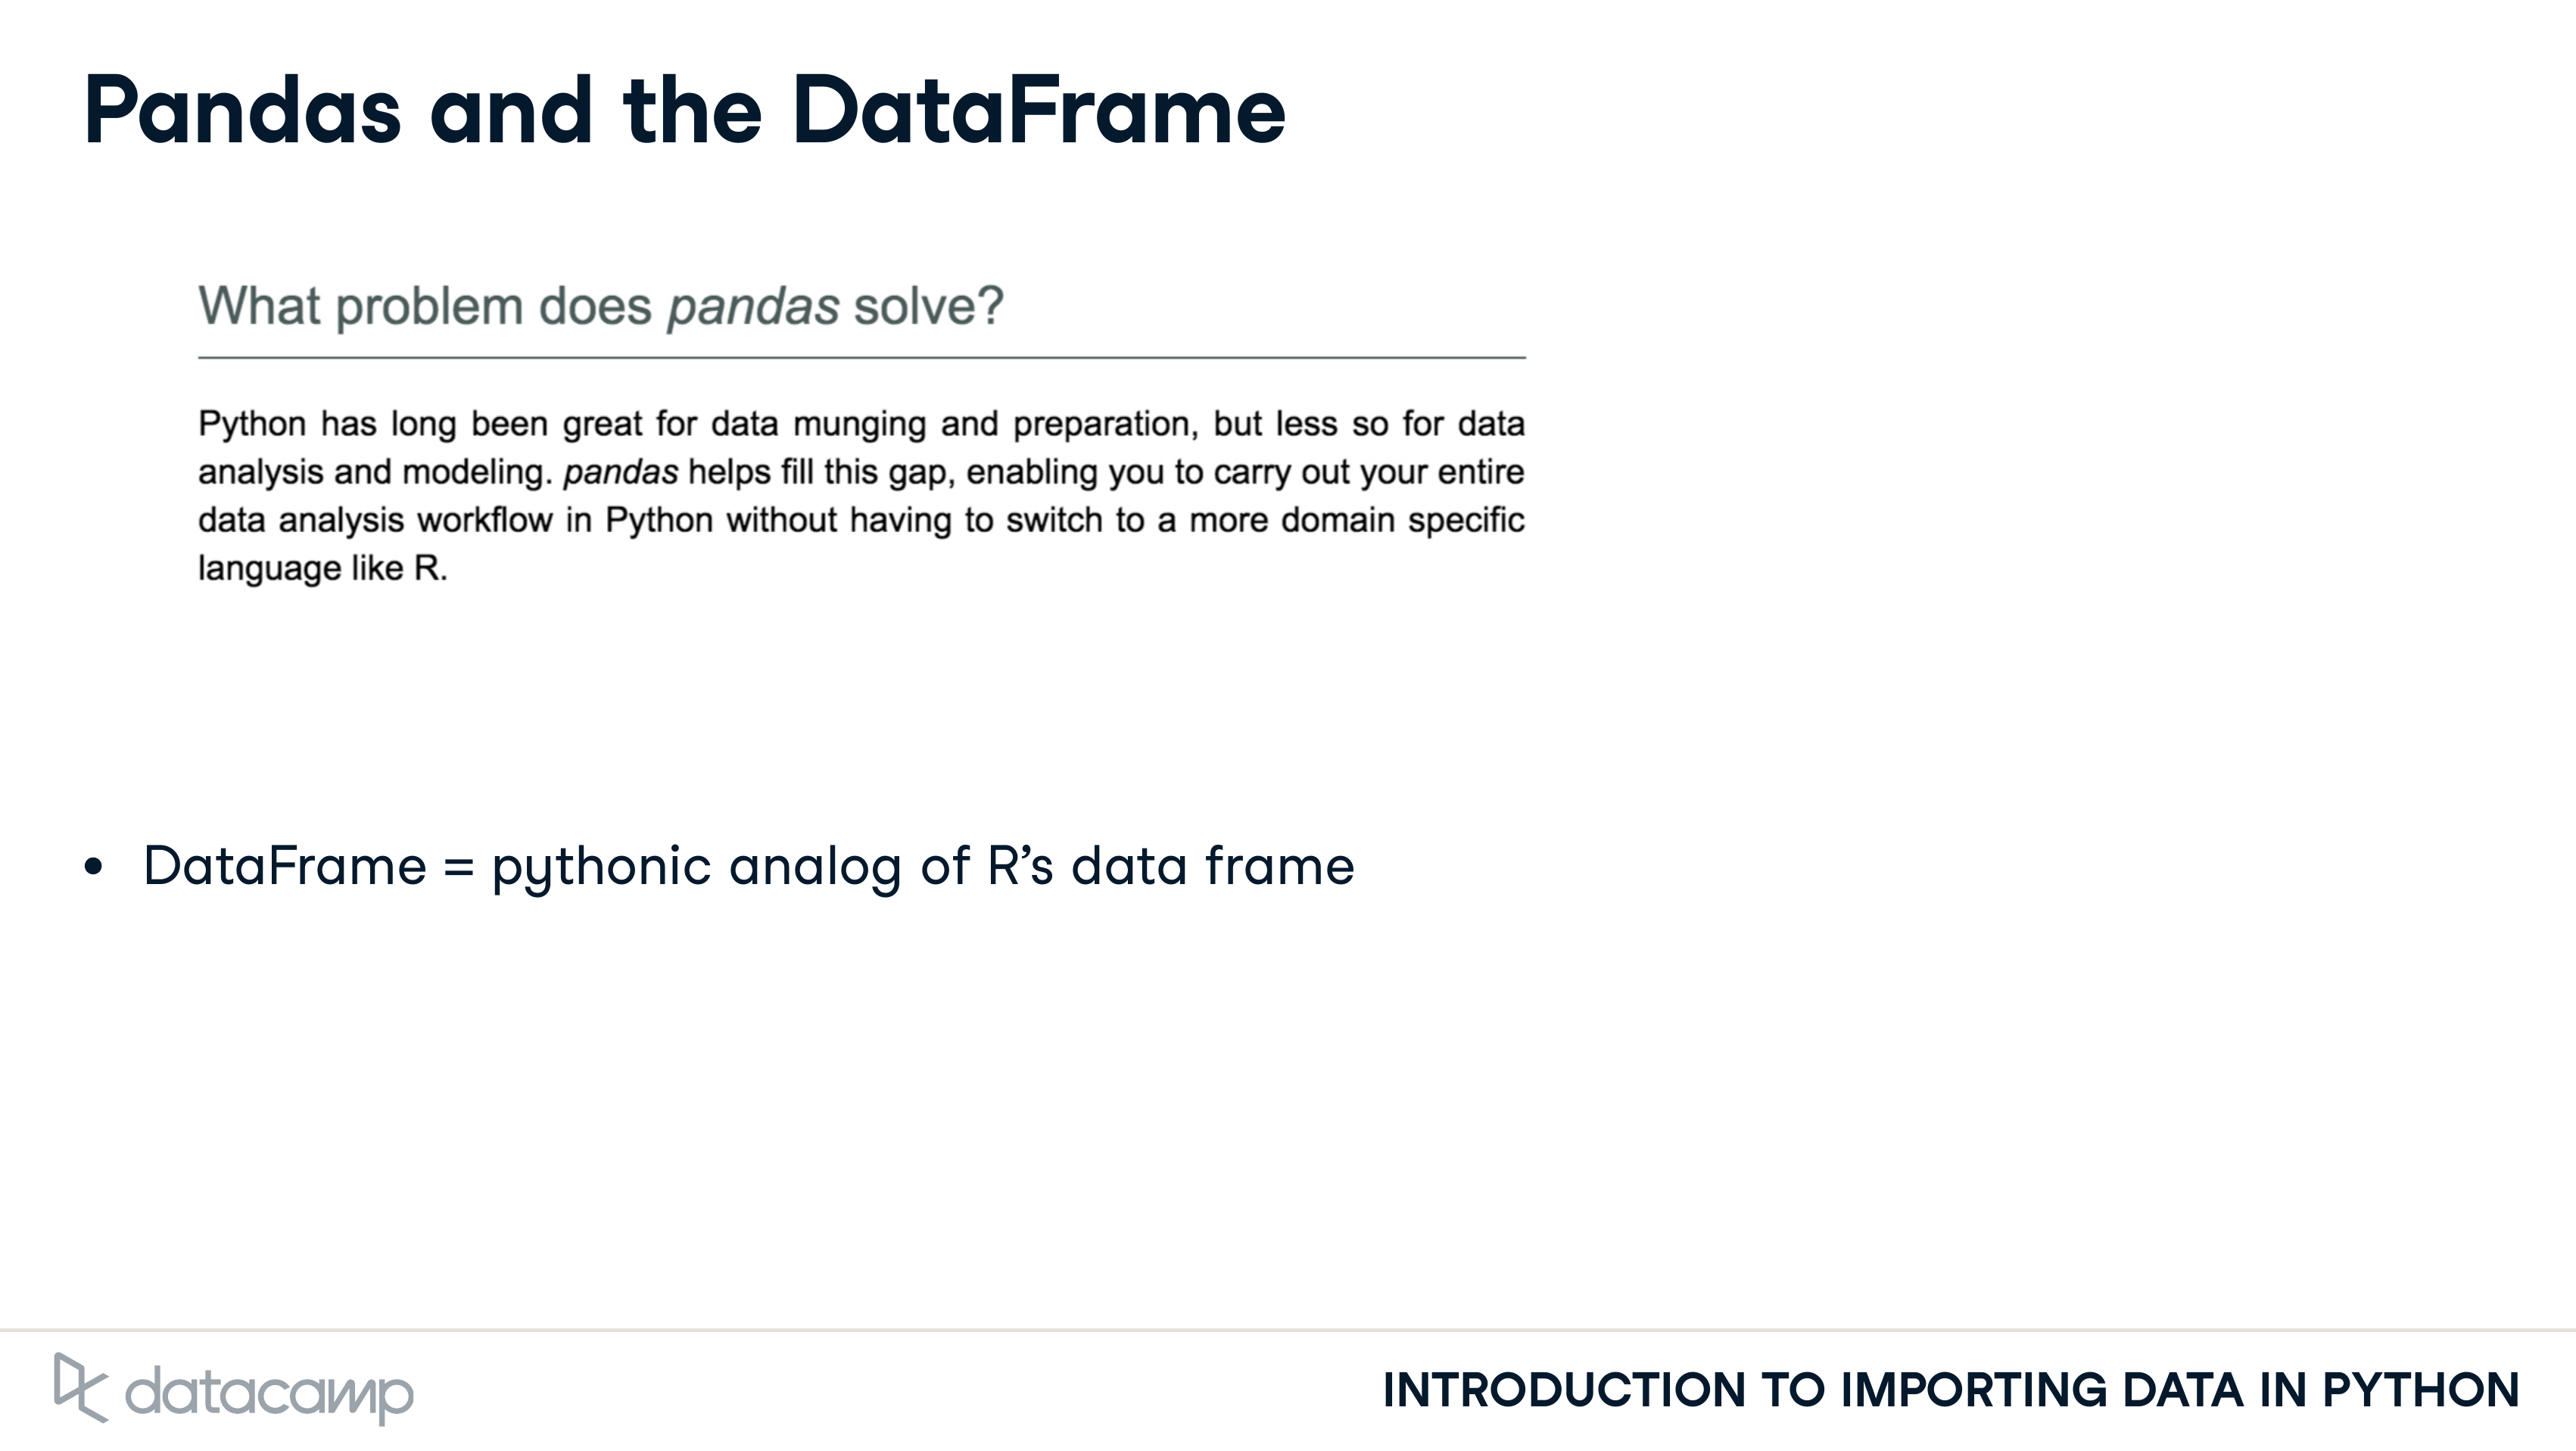 Pandas and the DataFrame
What problem does pandas solve?
Python has long been great for data munging and preparation, but less so for data
analysis and modeling. pandas helps fill this gap, enabling you to carry out your entire
data analysis workflow in Python without having to switch to a more domain specific
language like R.
• DataFrame = pythonic analog of R’s data frame
datacamp
INTRODUCTION TO IMPORTING DATA IN PYTHON